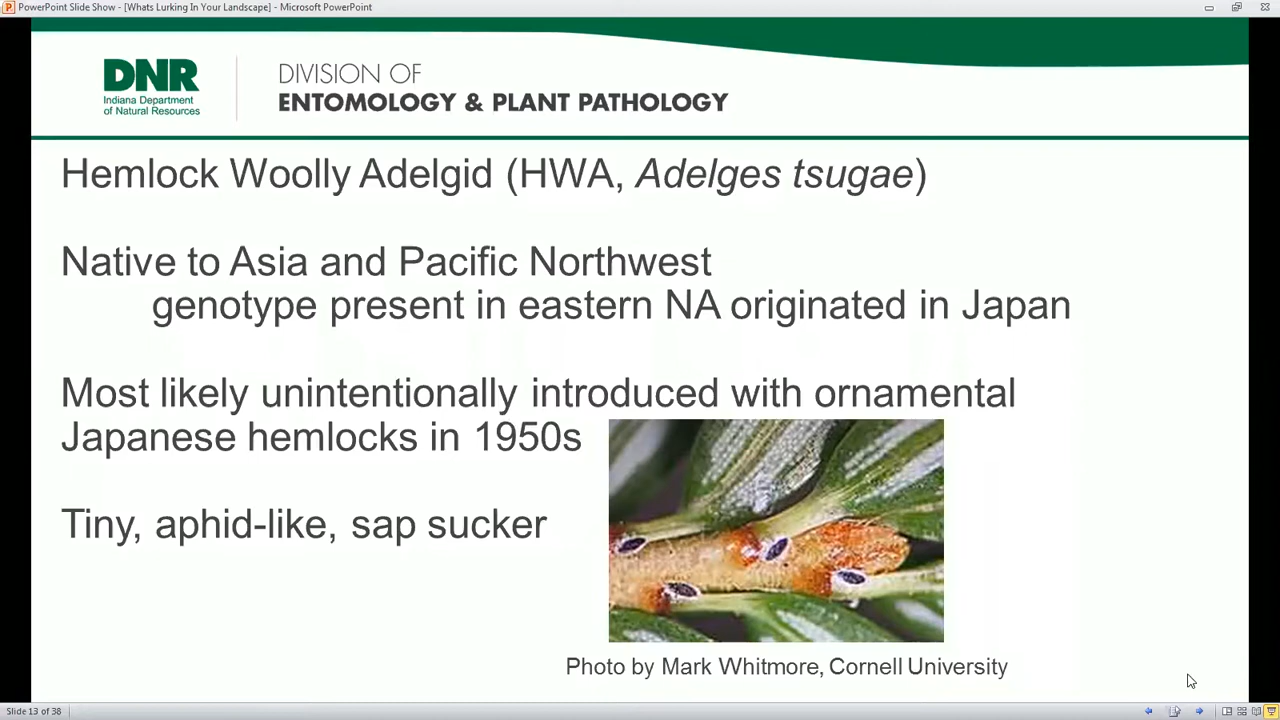 PowerPoint Slide Show - [Whats Lurking In Your Landscape] - Microsoft PowerPoint
DNR
Indiana Department
of Natural Resources
DIVISION OF
ENTOMOLOGY & PLANT PATHOLOGY
Hemlock Woolly Adelgid (HWA, Adelges tsugae)
Native to Asia and Pacific Northwest
genotype present in eastern NA originated in Japan
Most likely unintentionally introduced with ornamental
Japanese hemlocks in 1950s
Tiny, aphid-like, sap sucker
Photo by Mark Whitmore, Cornell University
Slide 13 of 38